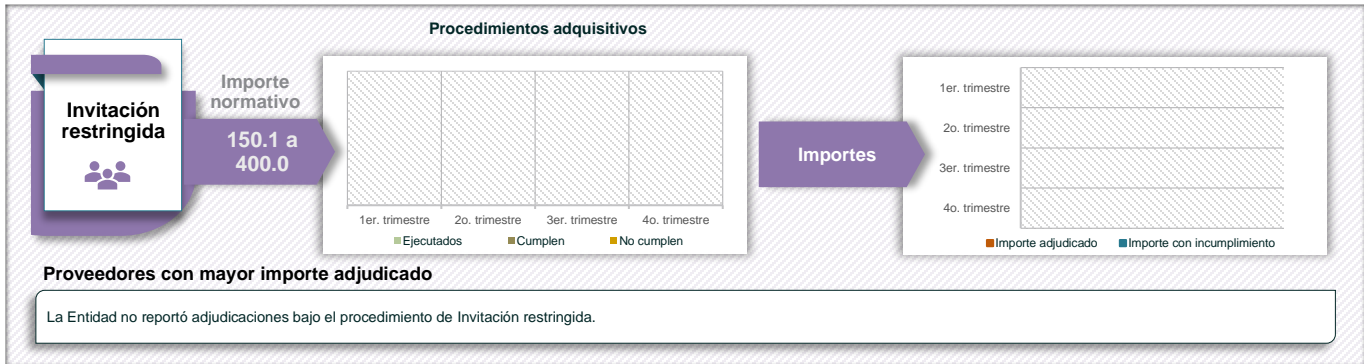 Procedimientos adquisitivos
Invitación
restringida
Importe
normativo
150.1 a
400.0
1er. trimestre
2o. trimestre
3er. trimestre
4o. trimestre
Ejecutados
Cumplen
No cumplen
Importes
1er. trimestre
2o. trimestre
3er. trimestre
4o. trimestre
Importe adjudicado
Importe con incumplimiento
Proveedores con mayor importe adjudicado
La Entidad no reportó adjudicaciones bajo el procedimiento de Invitación restringida.